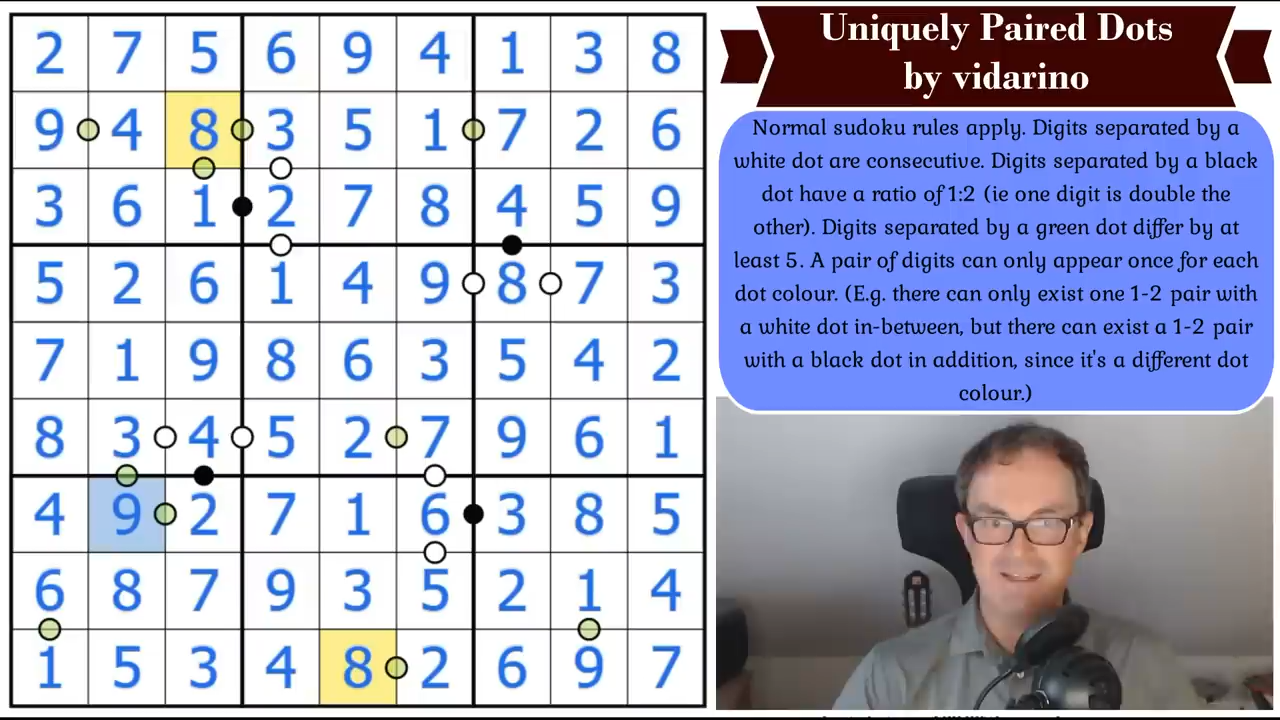 Uniquely Paired Dots
by vidarino
Normal sudoku rules apply. Digits separated by a
white dot are consecutive. Digits separated by a black
dot have a ratio of 1:2 (ie one digit is double the
other). Digits separated by a green dot differ by at
least 5. A pair of digits can only appear once for each
dot colour. (E.g. there can only exist one 1-2 pair with
a white dot in-between, but there can exist a 1-2 pair
with a black dot in addition, since it's a different dot
colour.)
2 7 5 6 9 4 1 3 8
9 4 8 3 5 1 7 2 6
3 6 1 2 7 8 4 5 9
5 2 6 1 4 9 8 7 3
7 1 9 8 6 3 5 4 2
8 3 4 5 2 7 9 6 1
4 9 2 7 1 6 3 8 5
6 8 7 9 3 5 2 1 4
1 5 3 4 8 2 6 9 7